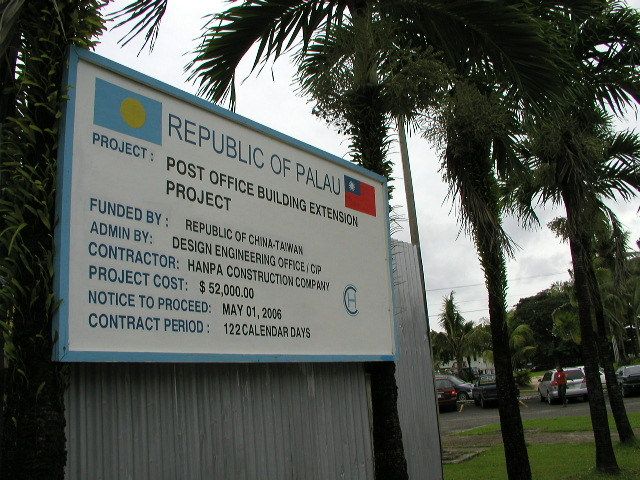 REPUBLIC OF PALAU
PROJECT : POST OFFICE BUILDING EXTENSION
PROJECT
FUNDED BY : REPUBLIC OF CHINA-TAIWAN
ADMIN BY: DESIGN ENGINEERING OFFICE / CIP
CONTRACTOR: HANPA CONSTRUCTION COMPANY
PROJECT COST: $ 52,000.00
NOTICE TO PROCEED: MAY 01, 2006
CONTRACT PERIOD : 122 CALENDAR DAYS